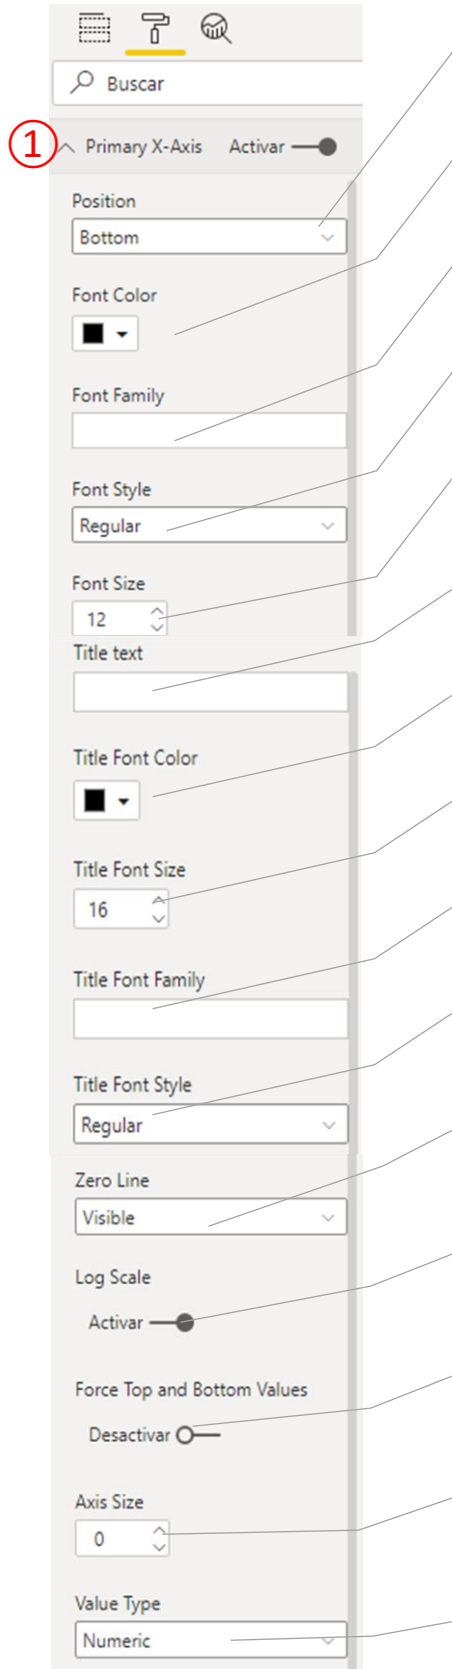 Buscar
1 Primary X-Axis Activar
Position
Bottom
Font Color
Font Family
Font Style
Regular
Font Size
12
Title text
Title Font Color
Title Font Size
16
Title Font Family
Title Font Style
Regular
Zero Line
Visible
Log Scale
Activar
Force Top and Bottom Values
Desactivar
Axis Size
0
Value Type
Numeric